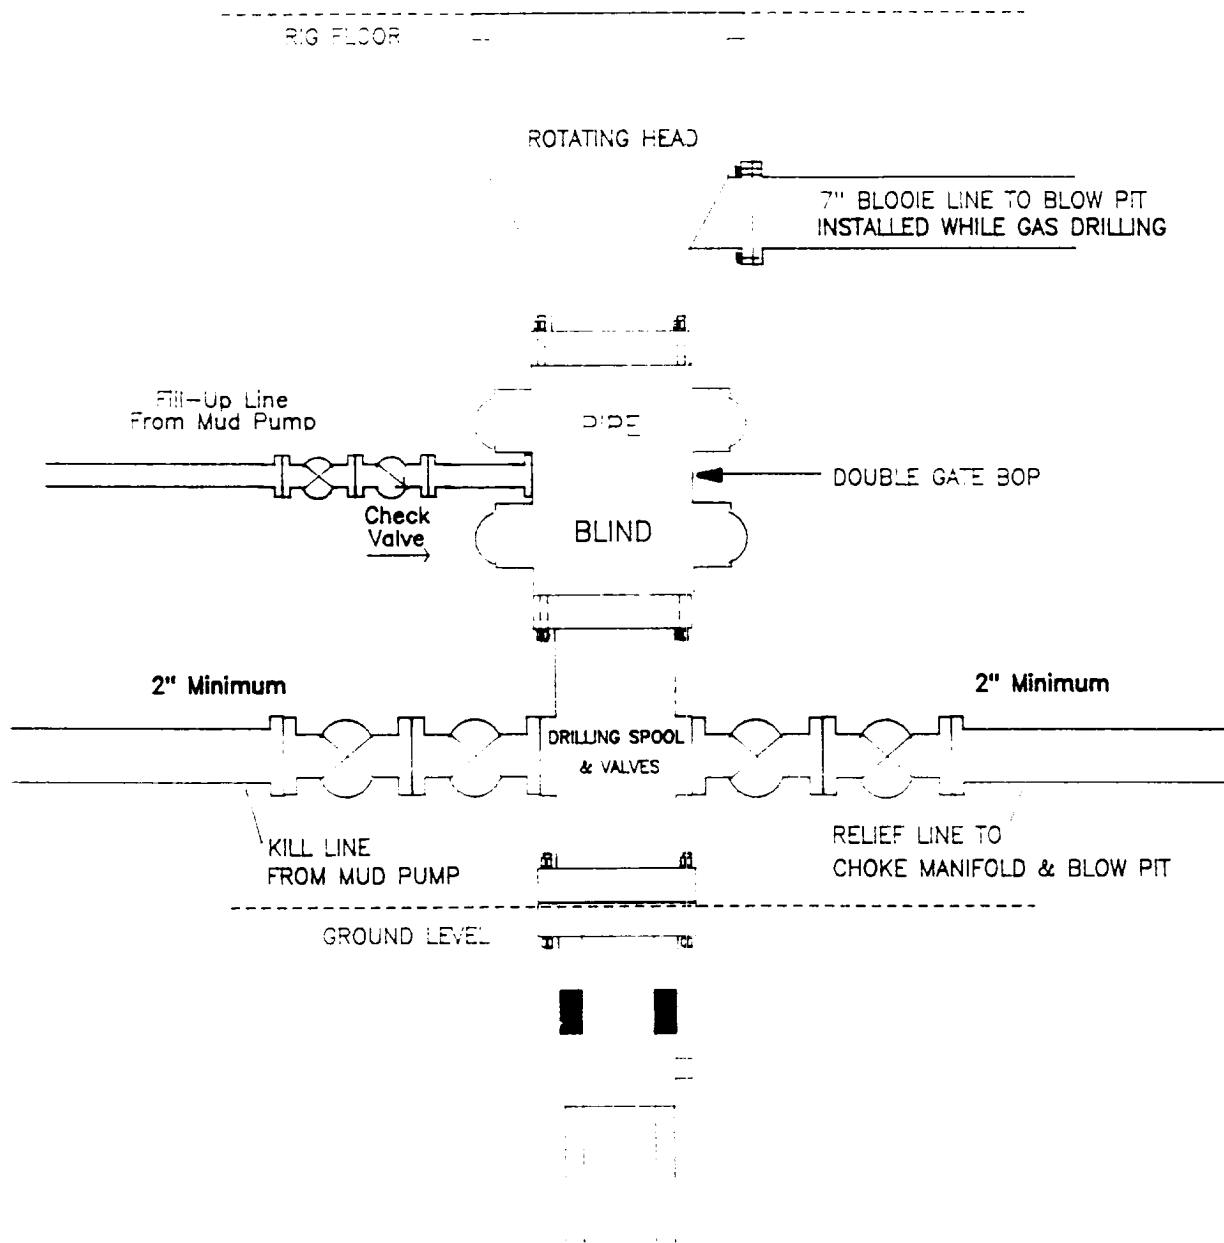 RIG FLOOR
ROTATING HEAD
7" BLOOIE LINE TO BLOW PIT
INSTALLED WHILE GAS DRILLING
Fill-Up Line
From Mud Pump
PIPE
DOUBLE GATE BOP
Check
Valve
BLIND
2" Minimum
2" Minimum
DRILLING SPOOL
& VALVES
KILL LINE
FROM MUD PUMP
RELIEF LINE TO
CHOKE MANIFOLD & BLOW PIT
GROUND LEVEL